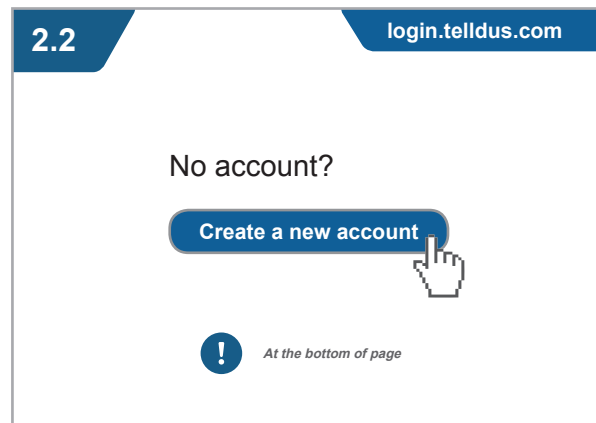 2.2
login.telldus.com
No account?
Create a new account
!
At the bottom of page